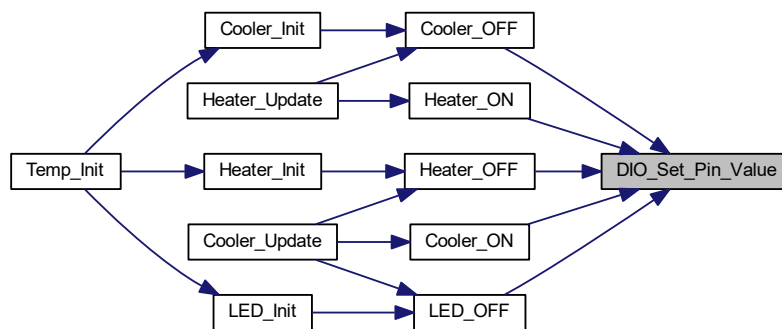 Cooler_Init
Cooler_OFF
Heater_Update
Heater_ON
Temp_Init
Heater_Init
Heater_OFF
DIO_Set_Pin_Value
Cooler_Update
Cooler_ON
LED_Init
LED_OFF